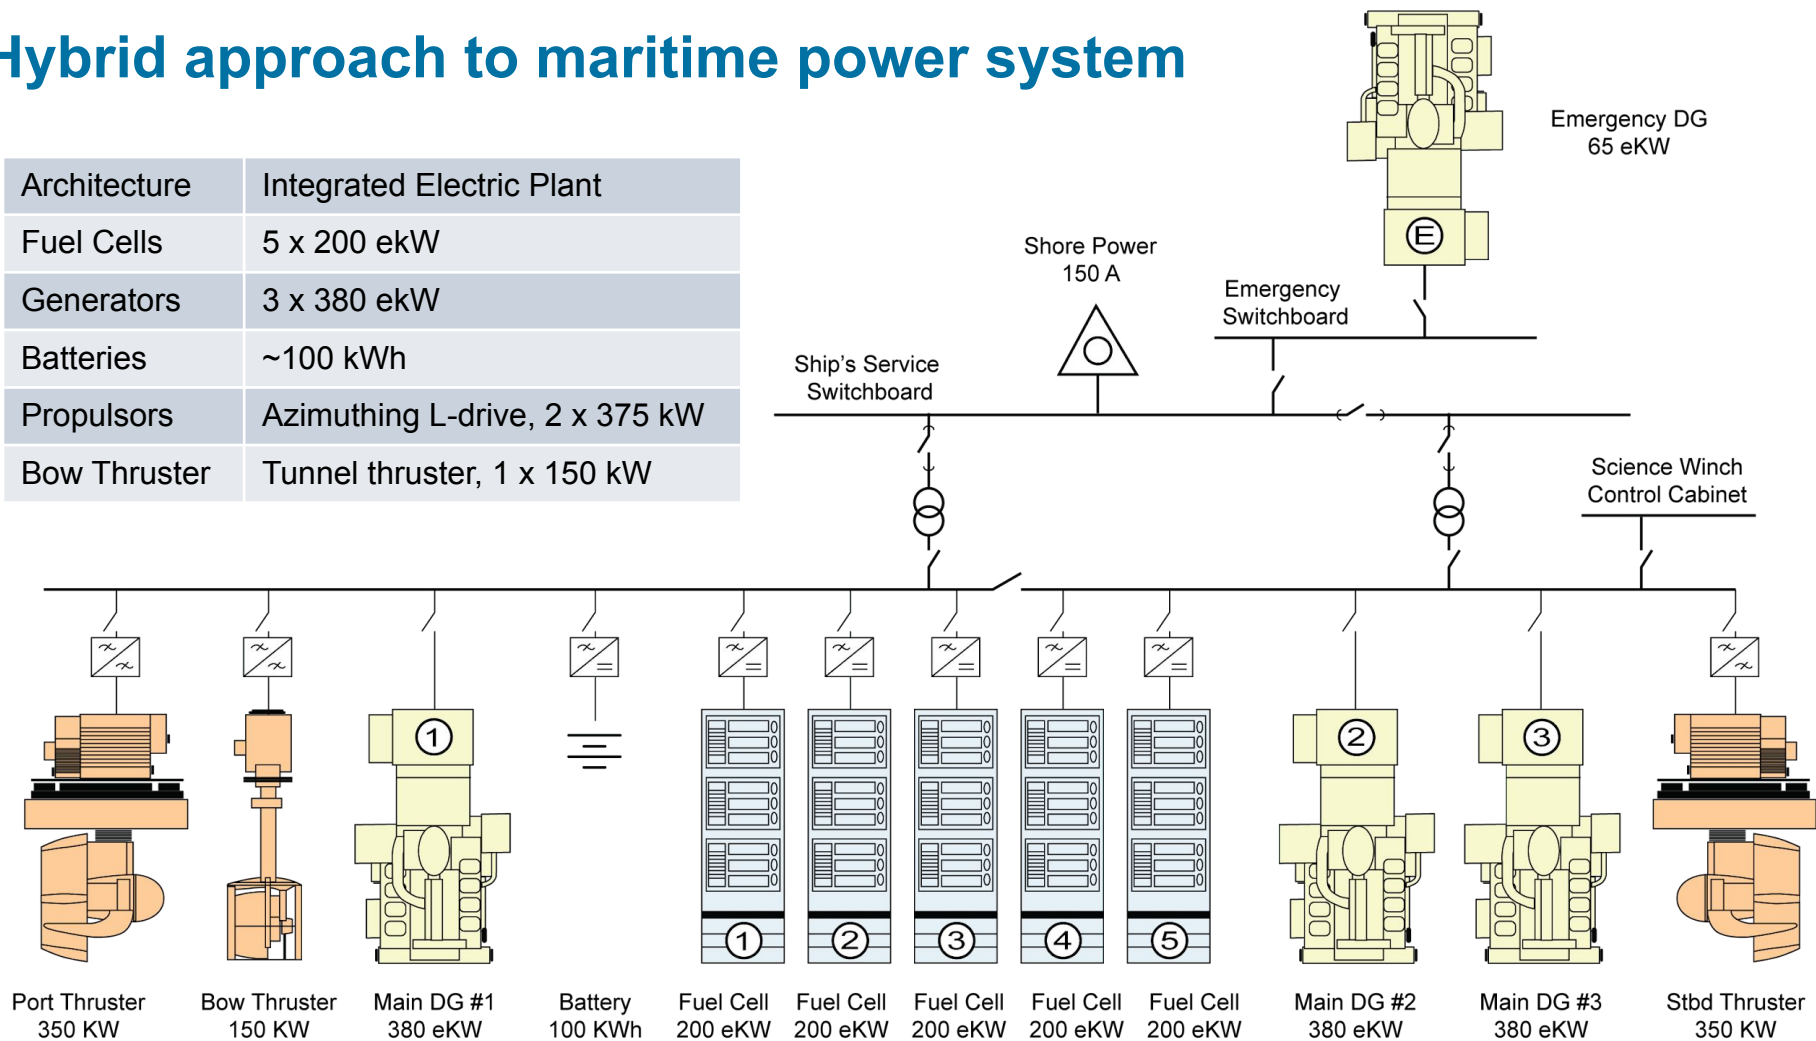 Hybrid approach to maritime power system
Architecture Integrated Electric Plant
Fuel Cells 5 x 200 ekW
Generators 3 x 380 ekW
Batteries ~100 kWh
Propulsors Azimuthing L-drive, 2 x 375 kW
Bow Thruster Tunnel thruster, 1 x 150 kW
Emergency DG
65 eKW
E
Shore Power
150 A
Emergency
Switchboard
Ship's Service
Switchboard
Science Winch
Control Cabinet
1
2
3
1
2
3
4
5
Port Thruster
350 KW
Bow Thruster
150 KW
Main DG #1
380 eKW
Battery
100 KWh
Fuel Cell
200 eKW
Fuel Cell
200 eKW
Fuel Cell
200 eKW
Fuel Cell
200 eKW
Fuel Cell
200 eKW
Main DG #2
380 eKW
Main DG #3
380 eKW
Stbd Thruster
350 KW